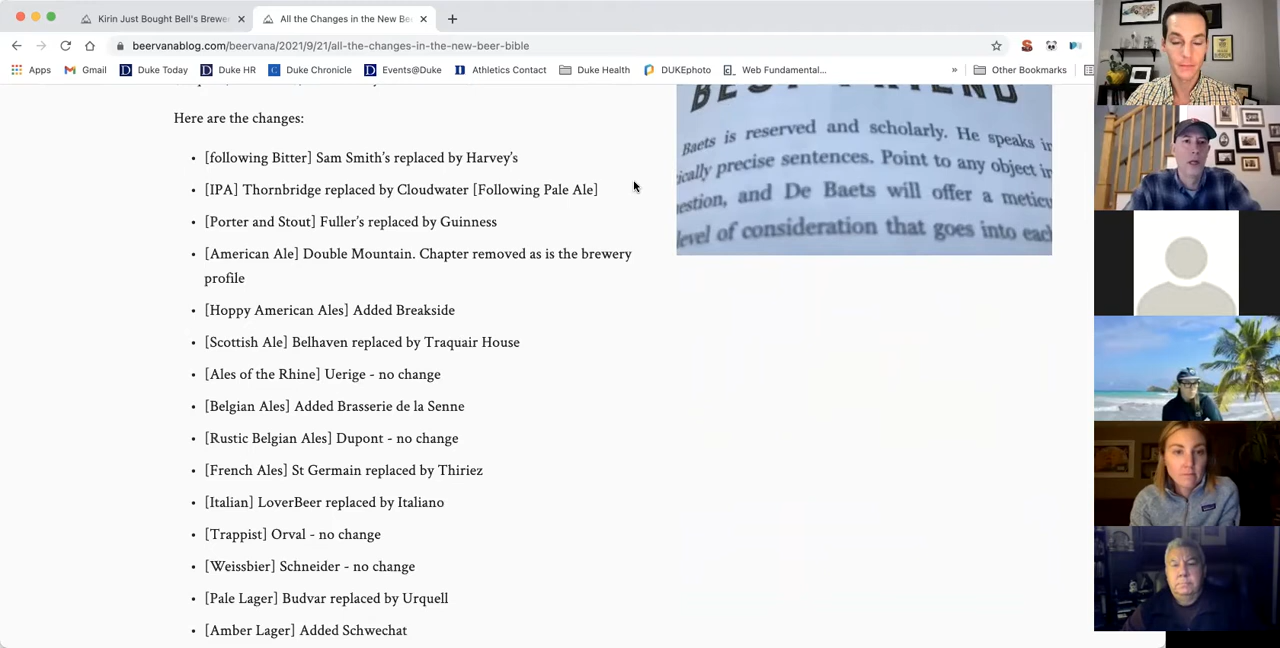 Kirin Just Bought Bell's Brewe
All the Changes in the New Be
beervanablog.com/beervana/2021/9/21/all-the-changes-in-the-new-beer-bible
Apps Gmail Duke Today Duke HR Duke Chronicle Events@Duke Athletics Contact Duke Health DUKEphoto Web Fundamental... » Other Bookmarks
Here are the changes:
• [following Bitter] Sam Smith’s replaced by Harvey’s
• [IPA] Thornbridge replaced by Cloudwater [Following Pale Ale]
• [Porter and Stout] Fuller’s replaced by Guinness
• [American Ale] Double Mountain. Chapter removed as is the brewery
profile
• [Hoppy American Ales] Added Breakside
• [Scottish Ale] Belhaven replaced by Traquair House
• [Ales of the Rhine] Uerige - no change
• [Belgian Ales] Added Brasserie de la Senne
• [Rustic Belgian Ales] Dupont - no change
• [French Ales] St Germain replaced by Thiriez
• [Italian] LoverBeer replaced by Italiano
• [Trappist] Orval - no change
• [Weissbier] Schneider - no change
• [Pale Lager] Budvar replaced by Urquell
• [Amber Lager] Added Schwechat
BEST FRIEND
Baets is reserved and scholarly. He speaks in
ically precise sentences. Point to any object in
estion, and De Baets will offer a meticu
level of consideration that goes into each